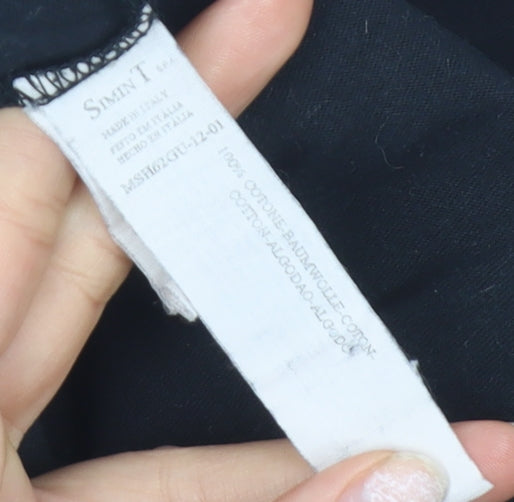 SIMINT S.P.A.
MADE IN ITALY
FEITO EM ITALIA
HECHO EN ITALIA
MSH62GU-12-01
100% COTONE-BAUMWOLLE-COTON-
COTTON-ALGODAO-ALGODO